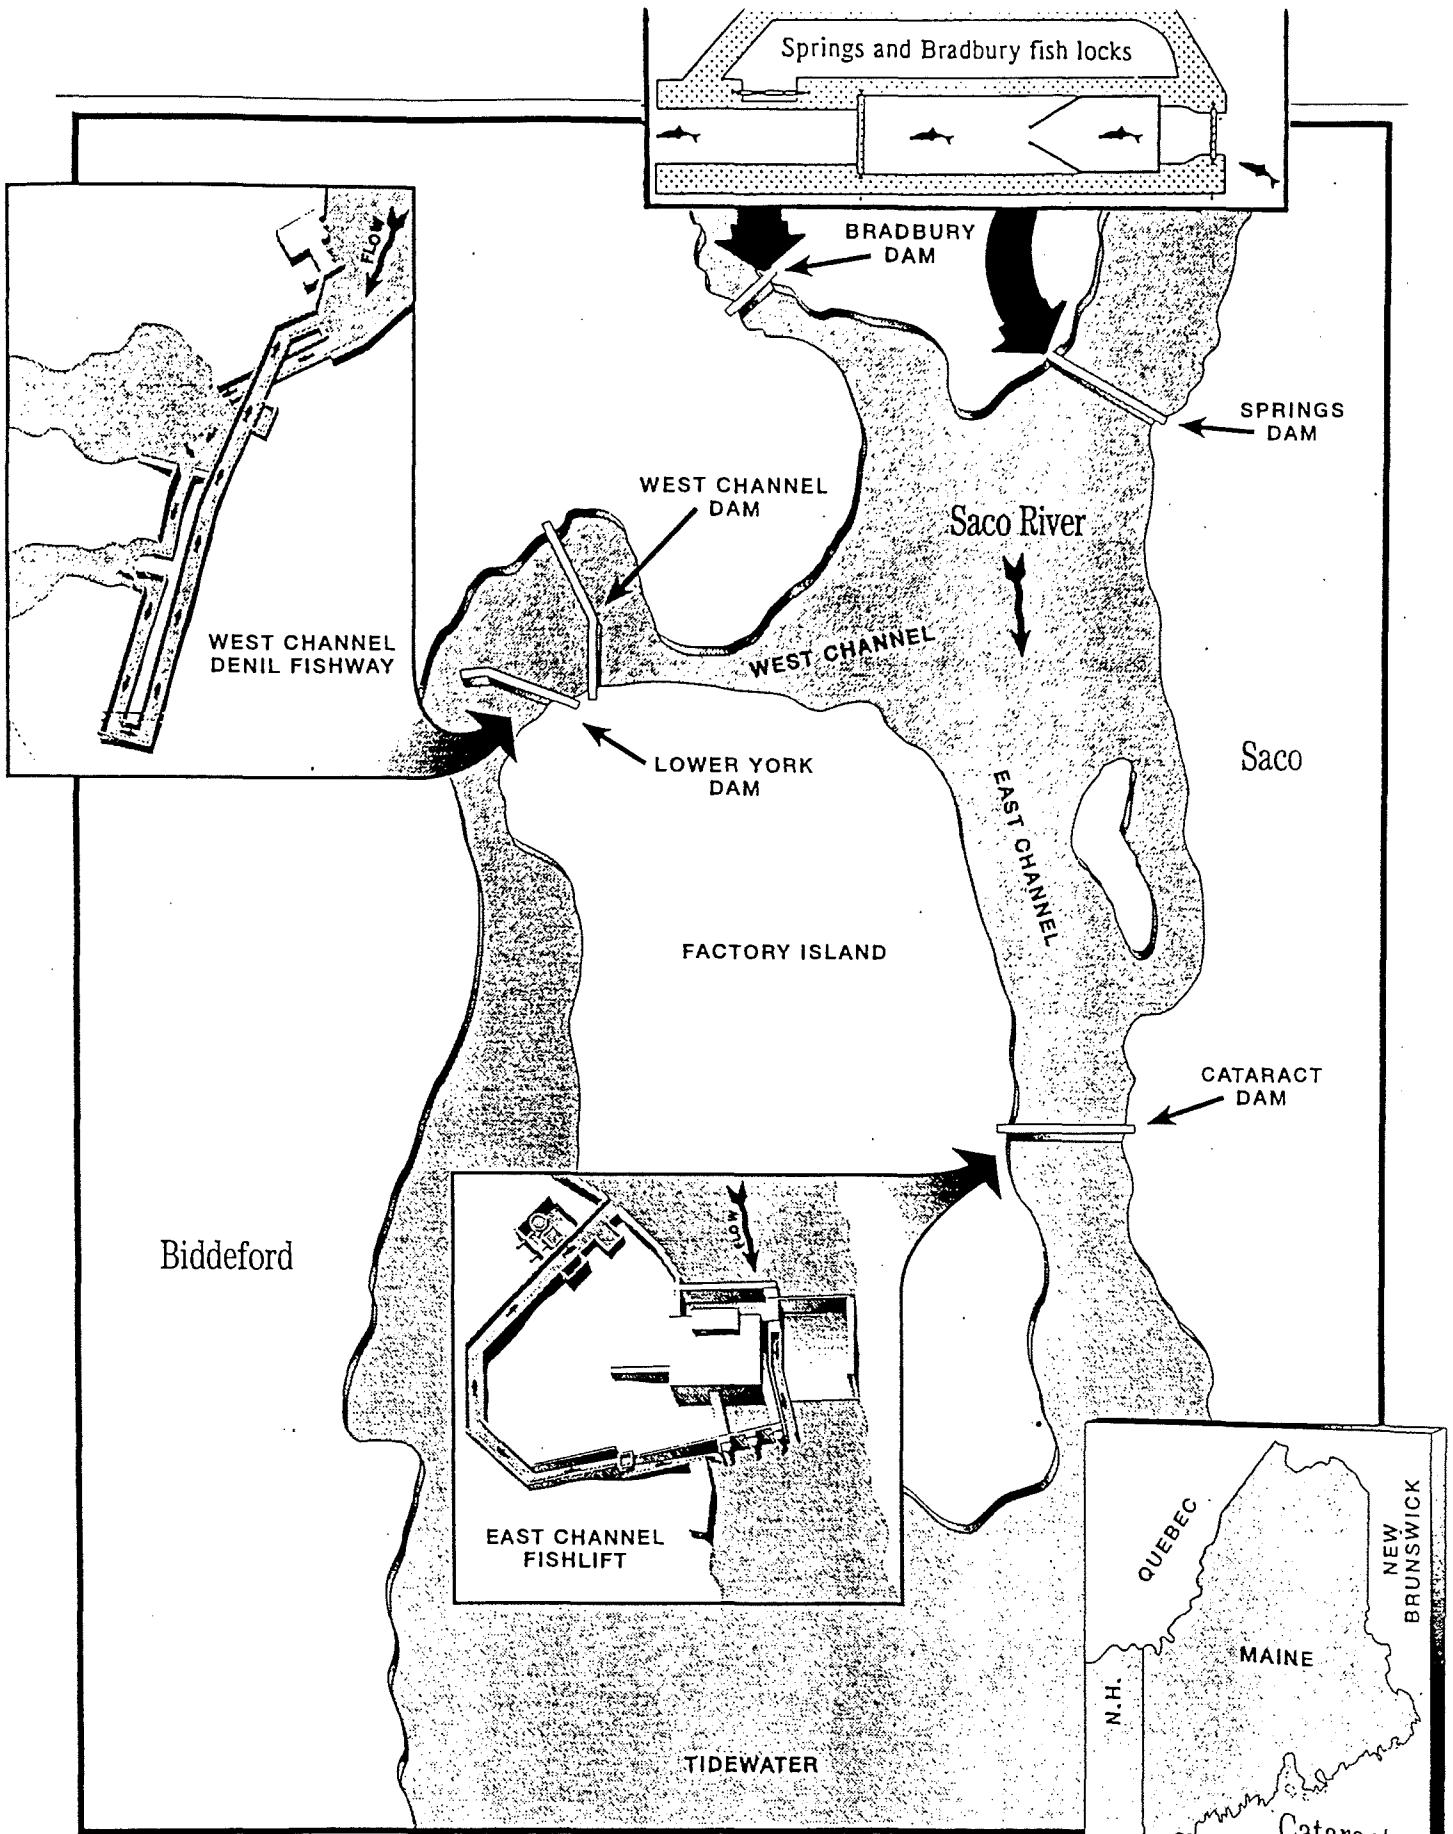 Springs and Bradbury fish locks
FLOW
BRADBURY
DAM
SPRINGS
DAM
WEST CHANNEL
DAM
Saco River
WEST CHANNEL
DENIL FISHWAY
WEST CHANNEL
LOWER YORK
DAM
Saco
EAST CHANNEL
FACTORY ISLAND
CATARACT
DAM
FLOW
Biddeford
EAST CHANNEL
FISHLIFT
QUEBEC
NEW
BRUNSWICK
MAINE
N.H.
TIDEWATER